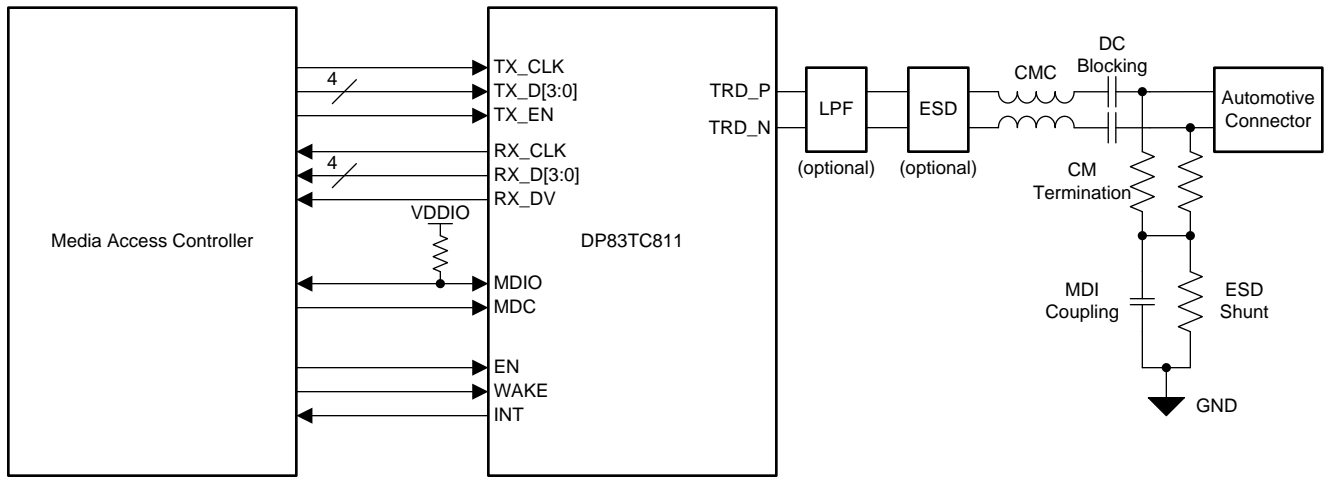 Media Access Controller
4
4
VDDIO
TX_CLK
TX_D[3:0]
TX_EN
RX_CLK
RX_D[3:0]
RX_DV
MDIO
MDC
EN
WAKE
INT
DP83TC811
TRD_P
TRD_N
LPF
(optional)
ESD
(optional)
CMC
DC
Blocking
Automotive
Connector
CM
Termination
MDI
Coupling
ESD
Shunt
GND